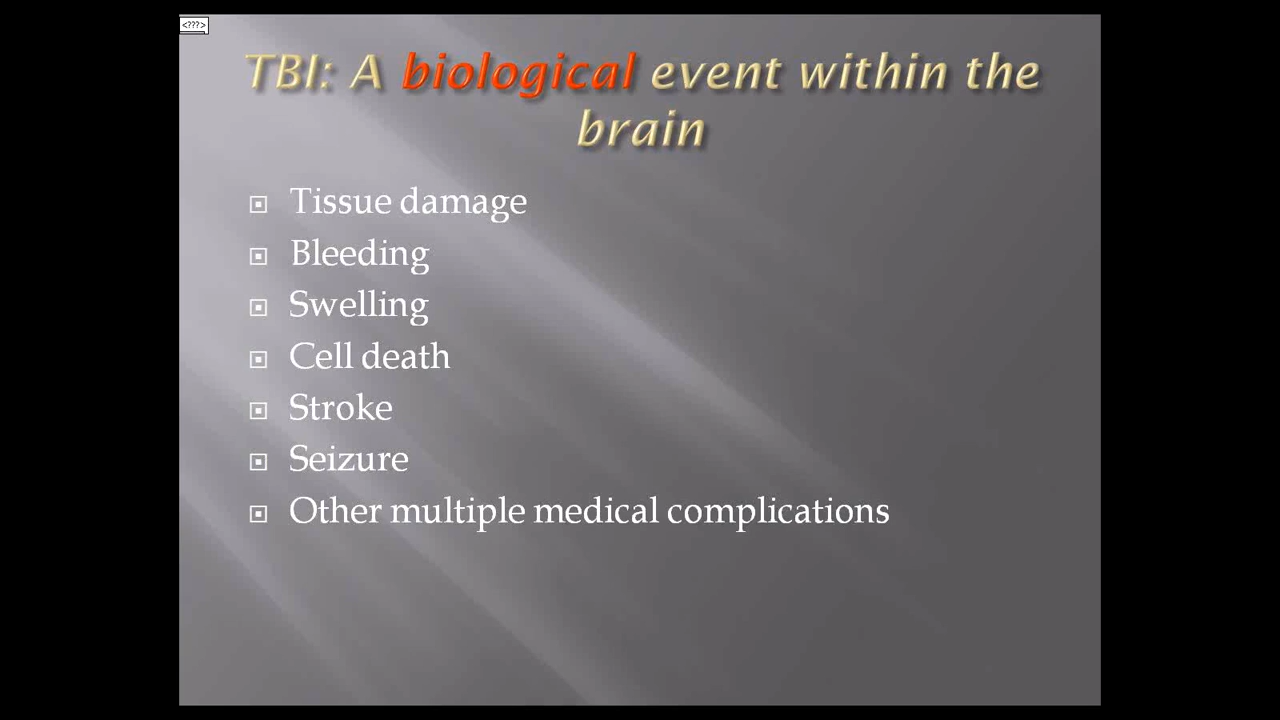 <???>
TBI: A biological event within the
brain
Tissue damage
Bleeding
Swelling
Cell death
Stroke
Seizure
Other multiple medical complications